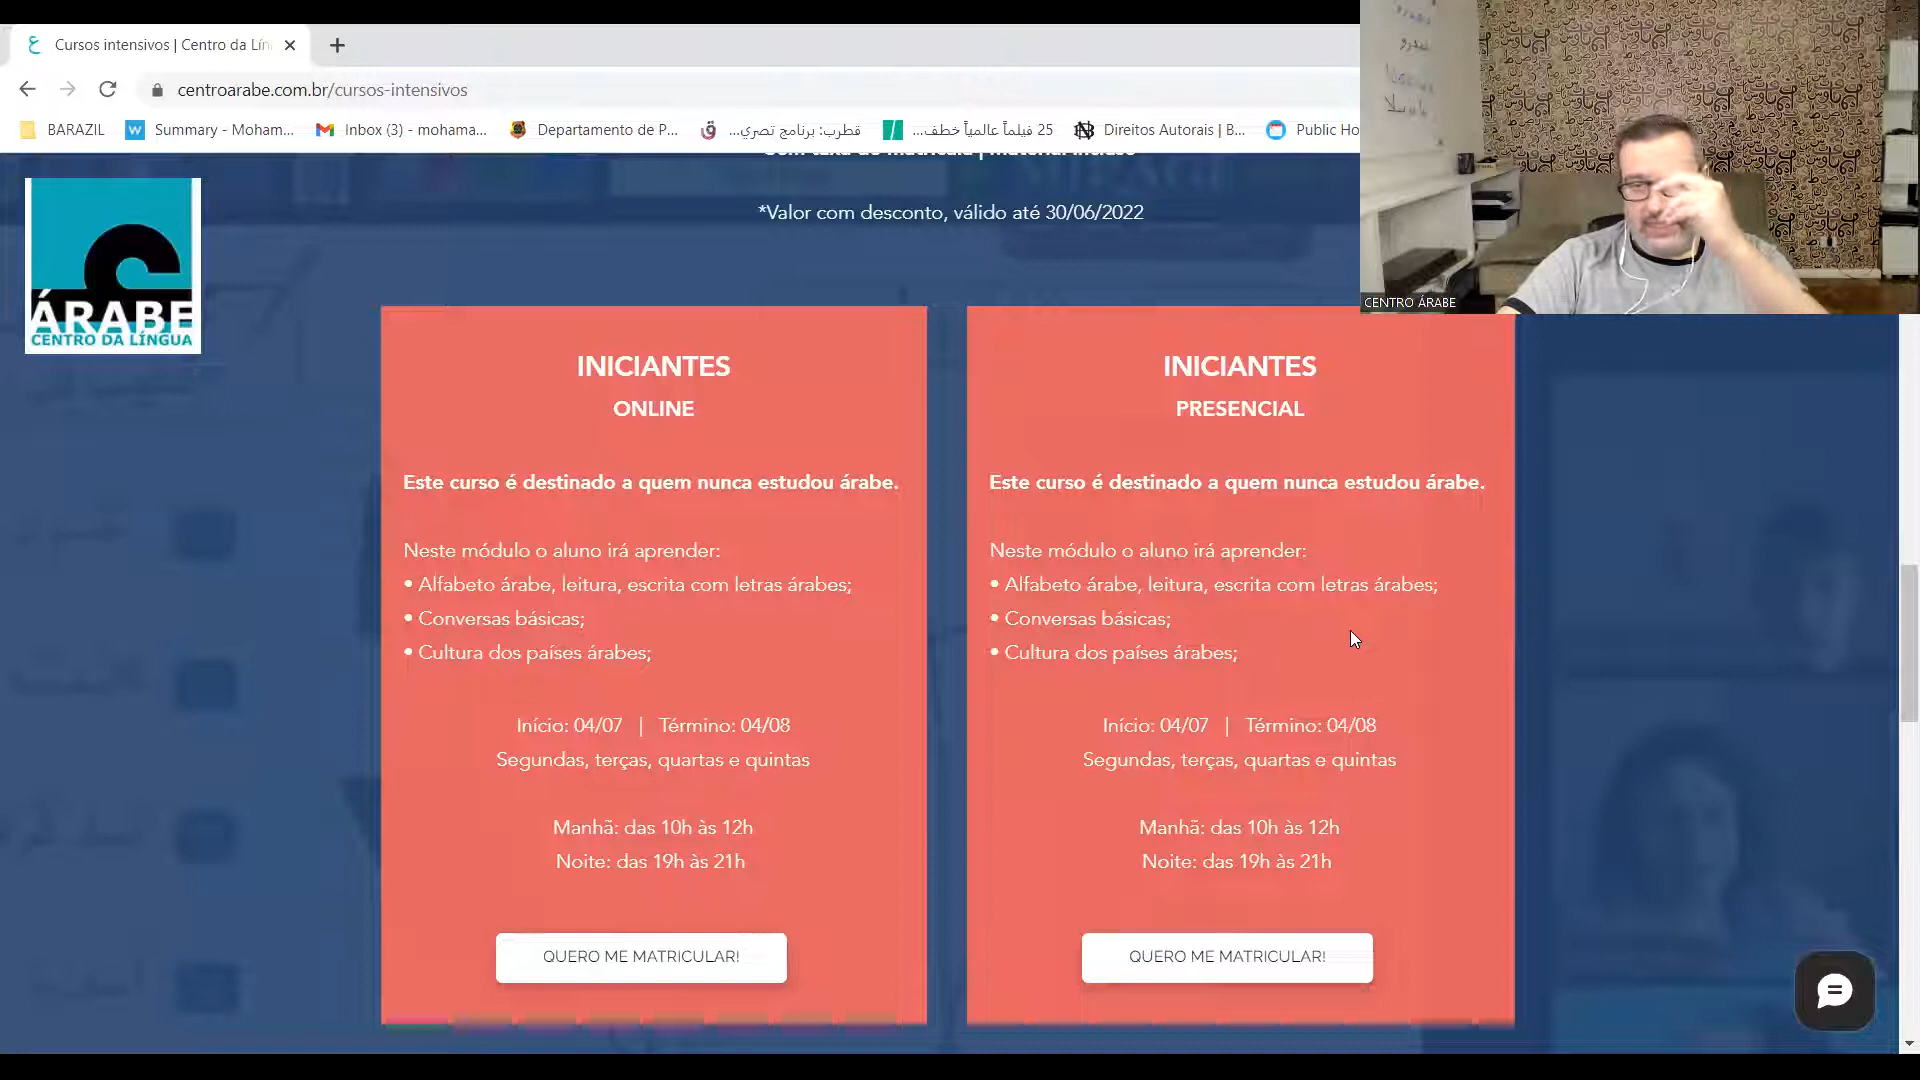 Cursos intensivos | Centro da Lín
centroarabe.com.br/cursos-intensivos
BARAZIL
Summary - Moham...
Inbox (3) - mohama...
Departamento de P...
قطرب: برنامج تصري...
25 فيلماً عالمياً خطف...
Direitos Autorais | B...
Public Ho
*Valor com desconto, válido até 30/06/2022
ÁRABE
CENTRO DA LÍNGUA
CENTRO ÁRABE
INICIANTES
ONLINE
Este curso é destinado a quem nunca estudou árabe.
Neste módulo o aluno irá aprender:
• Alfabeto árabe, leitura, escrita com letras árabes;
• Conversas básicas;
• Cultura dos países árabes;
Início: 04/07 | Término: 04/08
Segundas, terças, quartas e quintas
Manhã: das 10h às 12h
Noite: das 19h às 21h
QUERO ME MATRICULAR!
INICIANTES
PRESENCIAL
Este curso é destinado a quem nunca estudou árabe.
Neste módulo o aluno irá aprender:
• Alfabeto árabe, leitura, escrita com letras árabes;
• Conversas básicas;
• Cultura dos países árabes;
Início: 04/07 | Término: 04/08
Segundas, terças, quartas e quintas
Manhã: das 10h às 12h
Noite: das 19h às 21h
QUERO ME MATRICULAR!